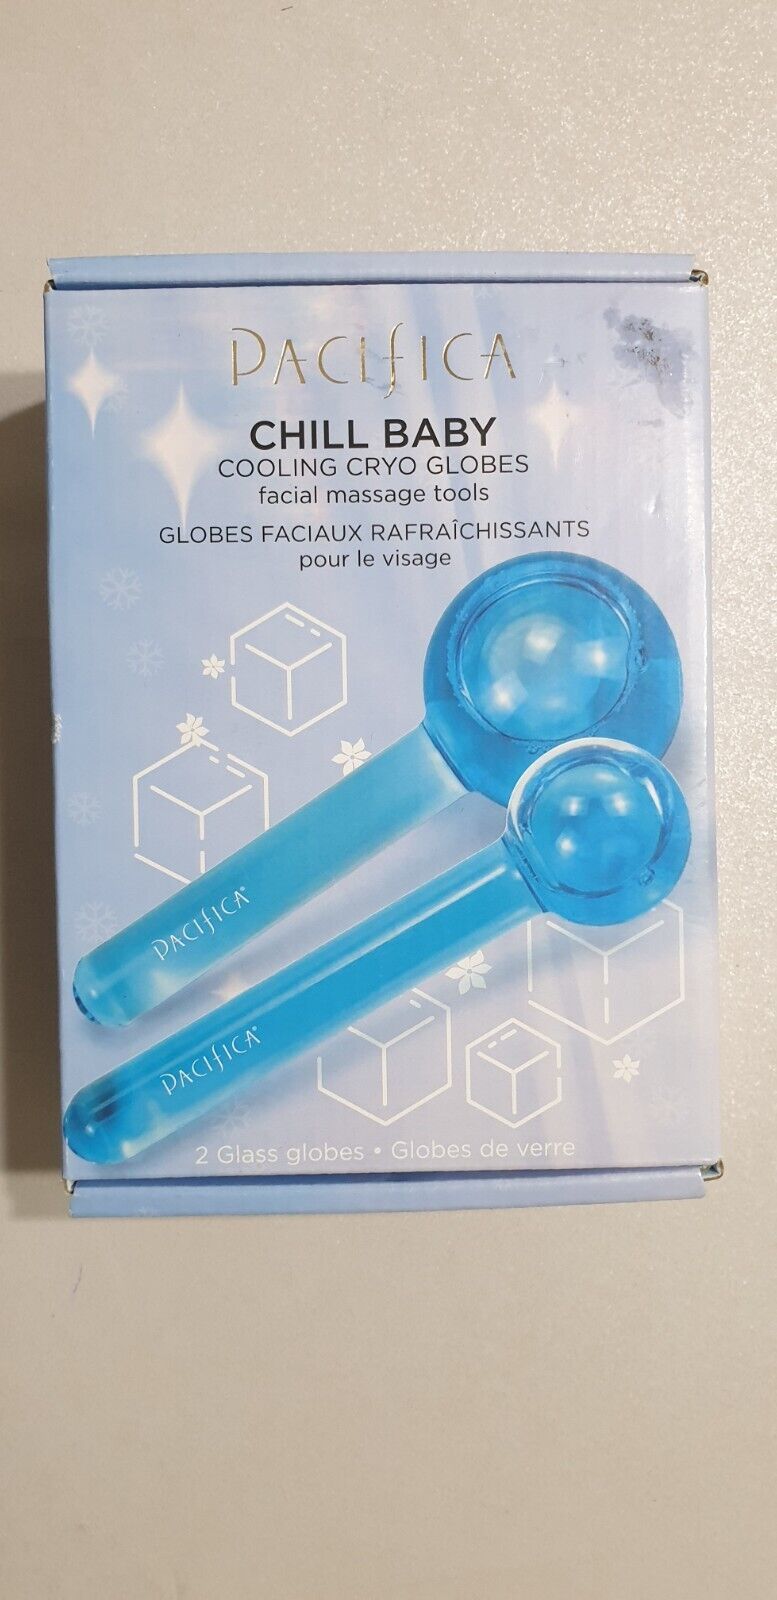 PACIFICA
CHILL BABY
COOLING CRYO GLOBES
facial massage tools
GLOBES FACIAUX RAFRAÎCHISSANTS
pour le visage
PACIFICA®
PACIFICA®
2 Glass globes • Globes de verre